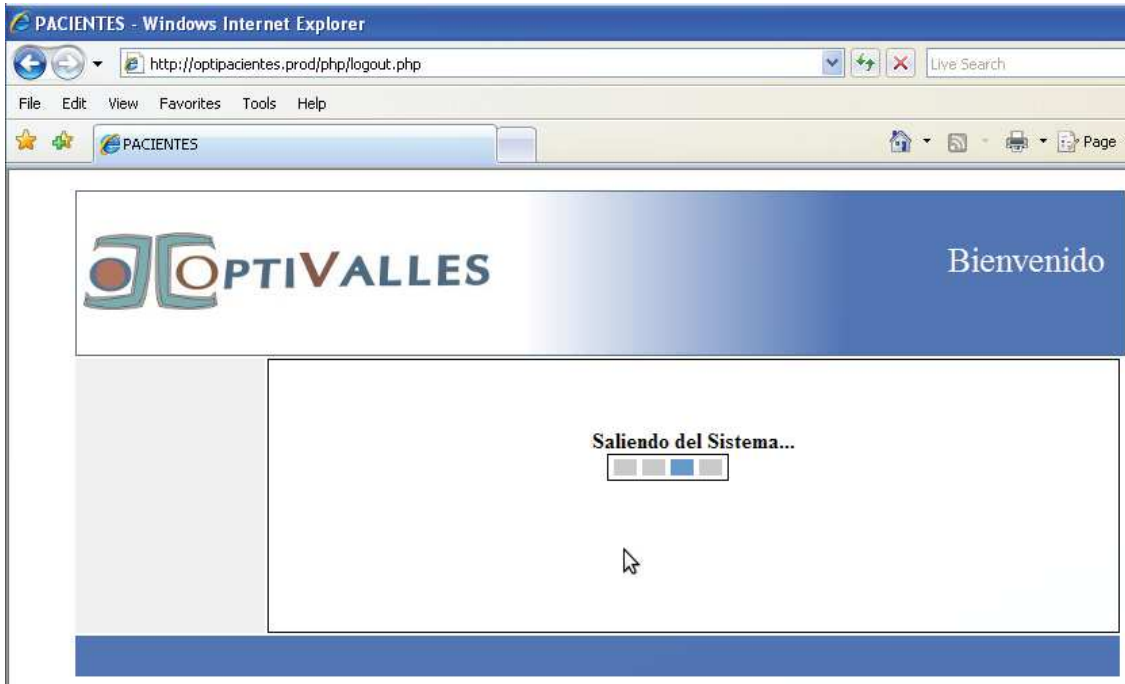 PACIENTES - Windows Internet Explorer
http://optipacientes.prod/php/logout.php
Live Search
File Edit View Favorites Tools Help
PACIENTES
Page
OPTIVALLES
Bienvenido
Saliendo del Sistema...